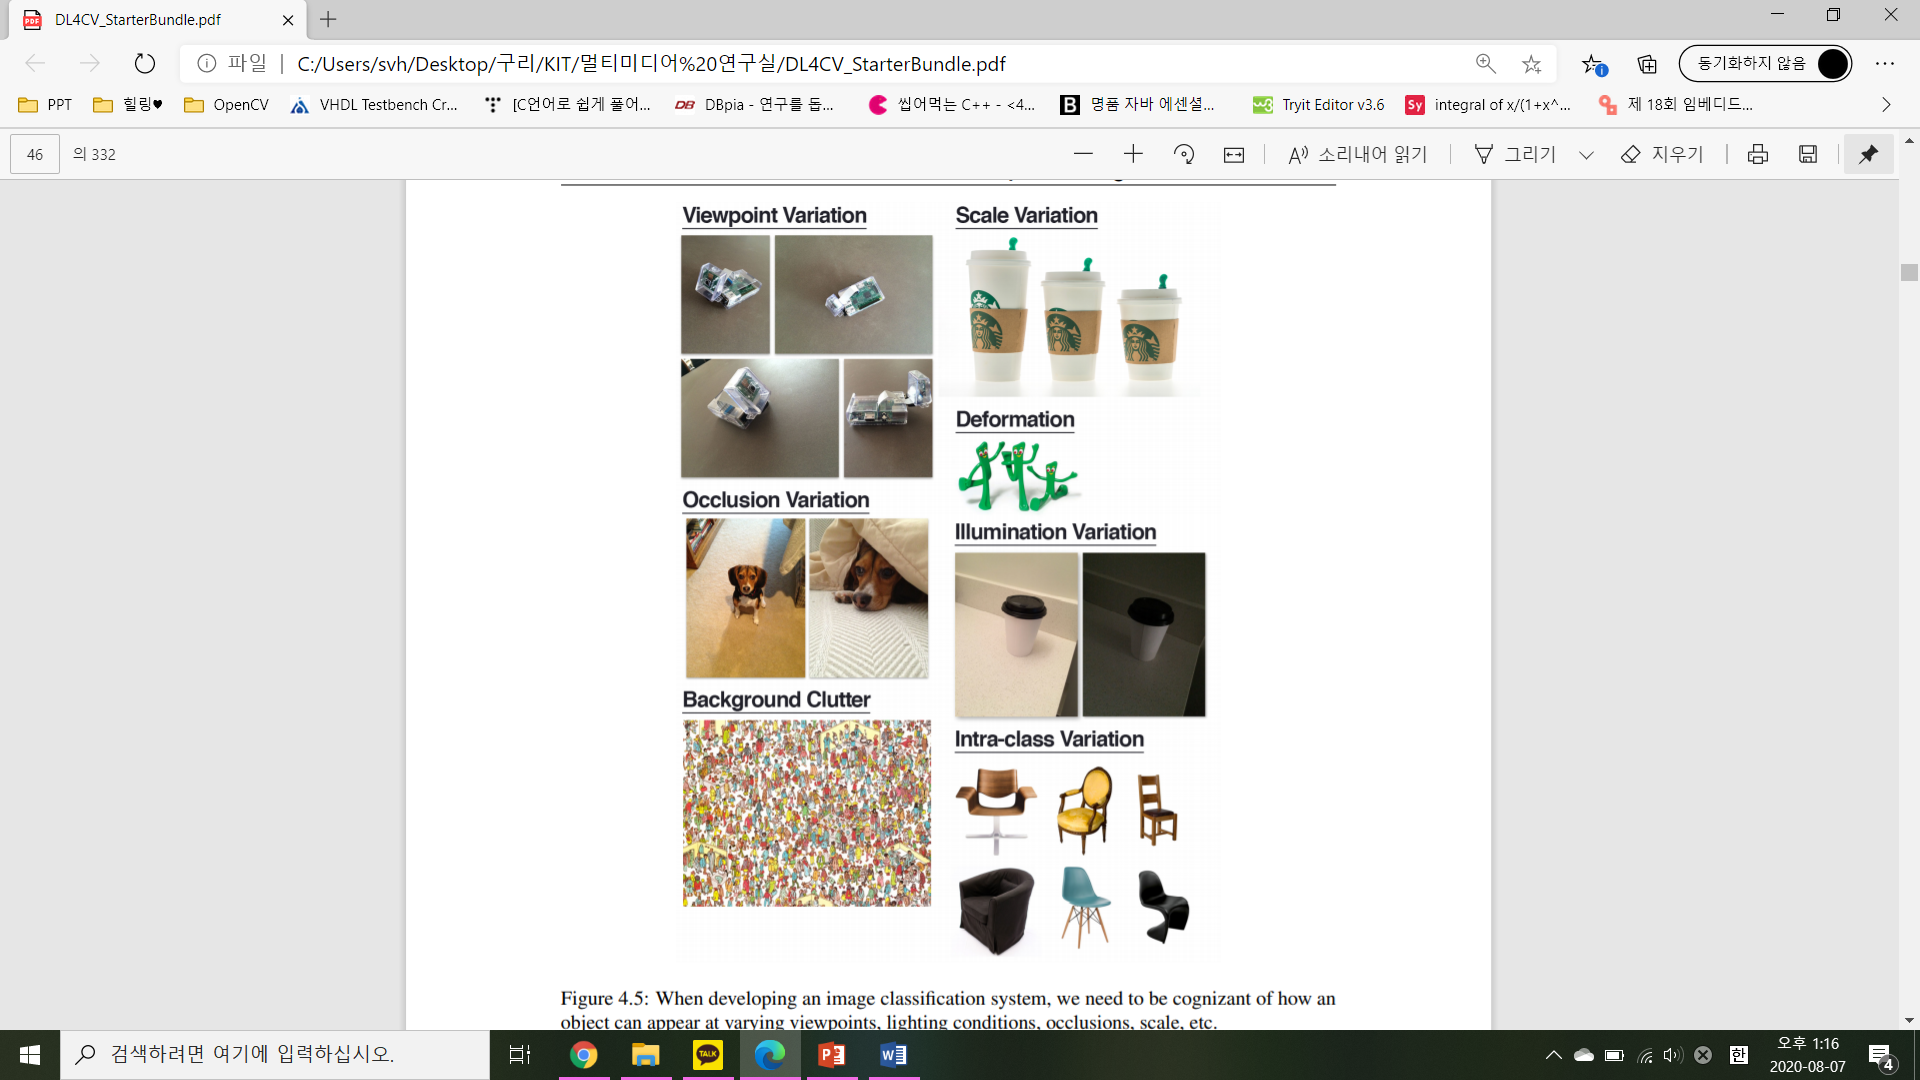 DL4CV_StarterBundle.pdf
파일 | C:/Users/svh/Desktop/구리/KIT/멀티미디어%20연구실/DL4CV_StarterBundle.pdf
동기화하지 않음
PPT 힐링♥ OpenCV VHDL Testbench Cr... [C언어로 쉽게 풀어... DBpia - 연구를 돕... 씹어먹는 C++ - <4... 명품 자바 에센셜... Tryit Editor v3.6 integral of x/(1+x^... 제 18회 임베디드...
46 의 332
소리내어 읽기 그리기 지우기
Viewpoint Variation
Scale Variation
Deformation
Occlusion Variation
Illumination Variation
Background Clutter
Intra-class Variation
Figure 4.5: When developing an image classification system, we need to be cognizant of how an
object can appear at varying viewpoints, lighting conditions, occlusions, scale, etc.
검색하려면 여기에 입력하십시오.
TALK
한
오후 1:16
2020-08-07
4